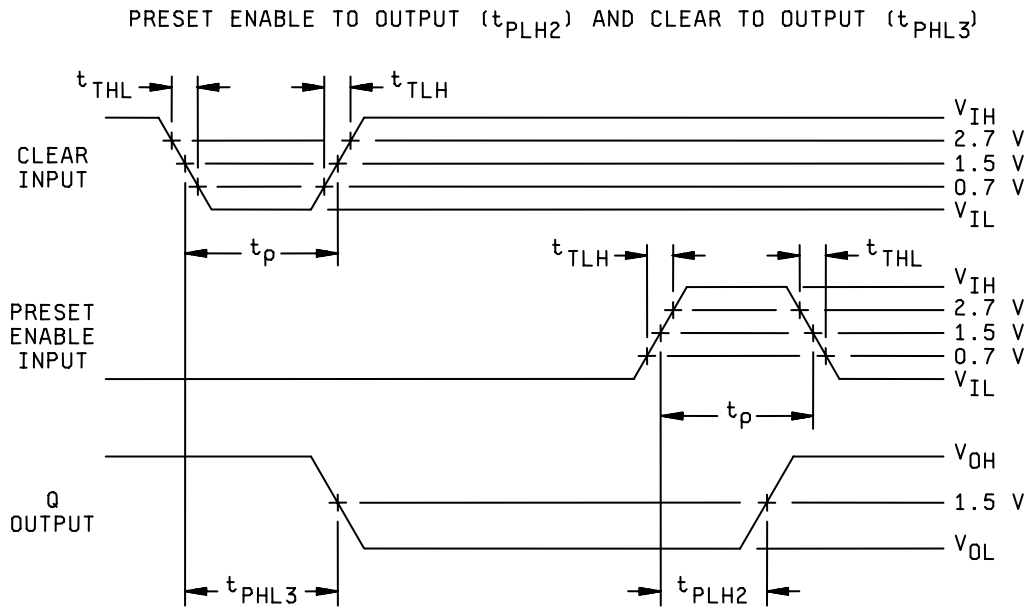 PRESET ENABLE TO OUTPUT (tPLH2) AND CLEAR TO OUTPUT (tPHL3)
tTHL
tTLH
CLEAR
INPUT
VIH
2.7 V
1.5 V
0.7 V
VIL
tp
tTLH
tTHL
PRESET
ENABLE
INPUT
VIH
2.7 V
1.5 V
0.7 V
VIL
tp
Q
OUTPUT
VOH
1.5 V
VOL
tPHL3
tPLH2